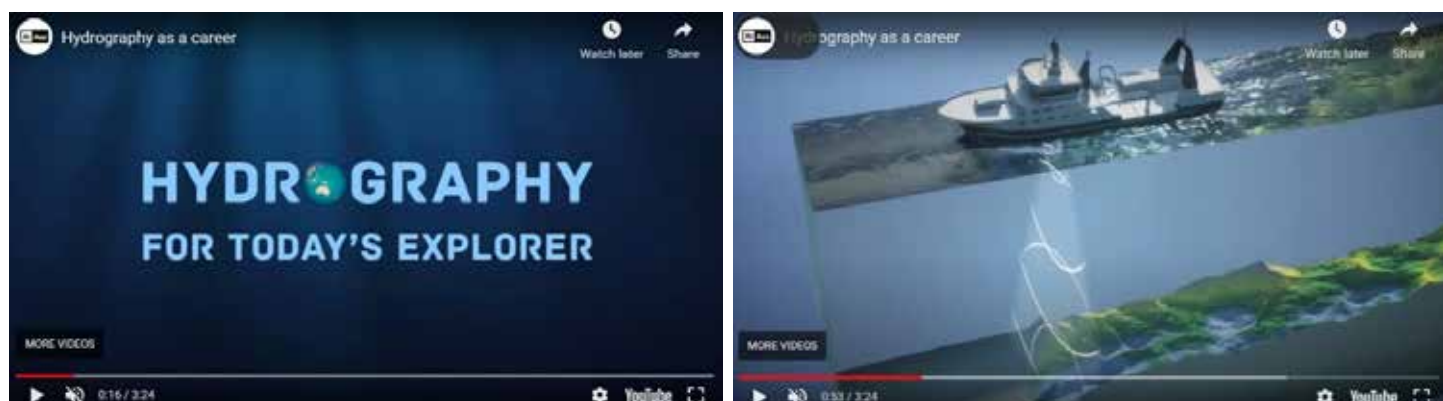 Hydrography as a career
Watch later
Share
HYDROGRAPHY
FOR TODAY'S EXPLORER
MORE VIDEOS
0:16 / 3:24
YouTube
Hydrography as a career
Watch later
Share
MORE VIDEOS
0:53 / 3:24
YouTube